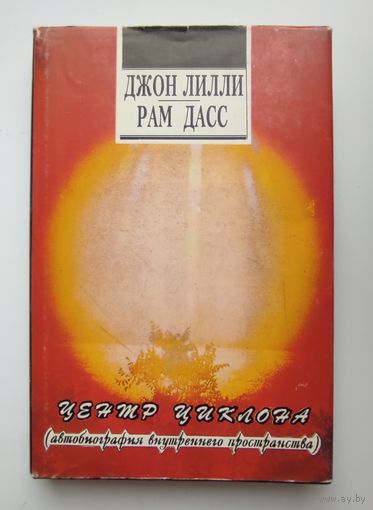 ДЖОН ЛИЛЛИ
РАМ ДАСС
ЦЕНТР ЦИКЛОНА
(автобиография внутреннего пространства)
www.ay.by